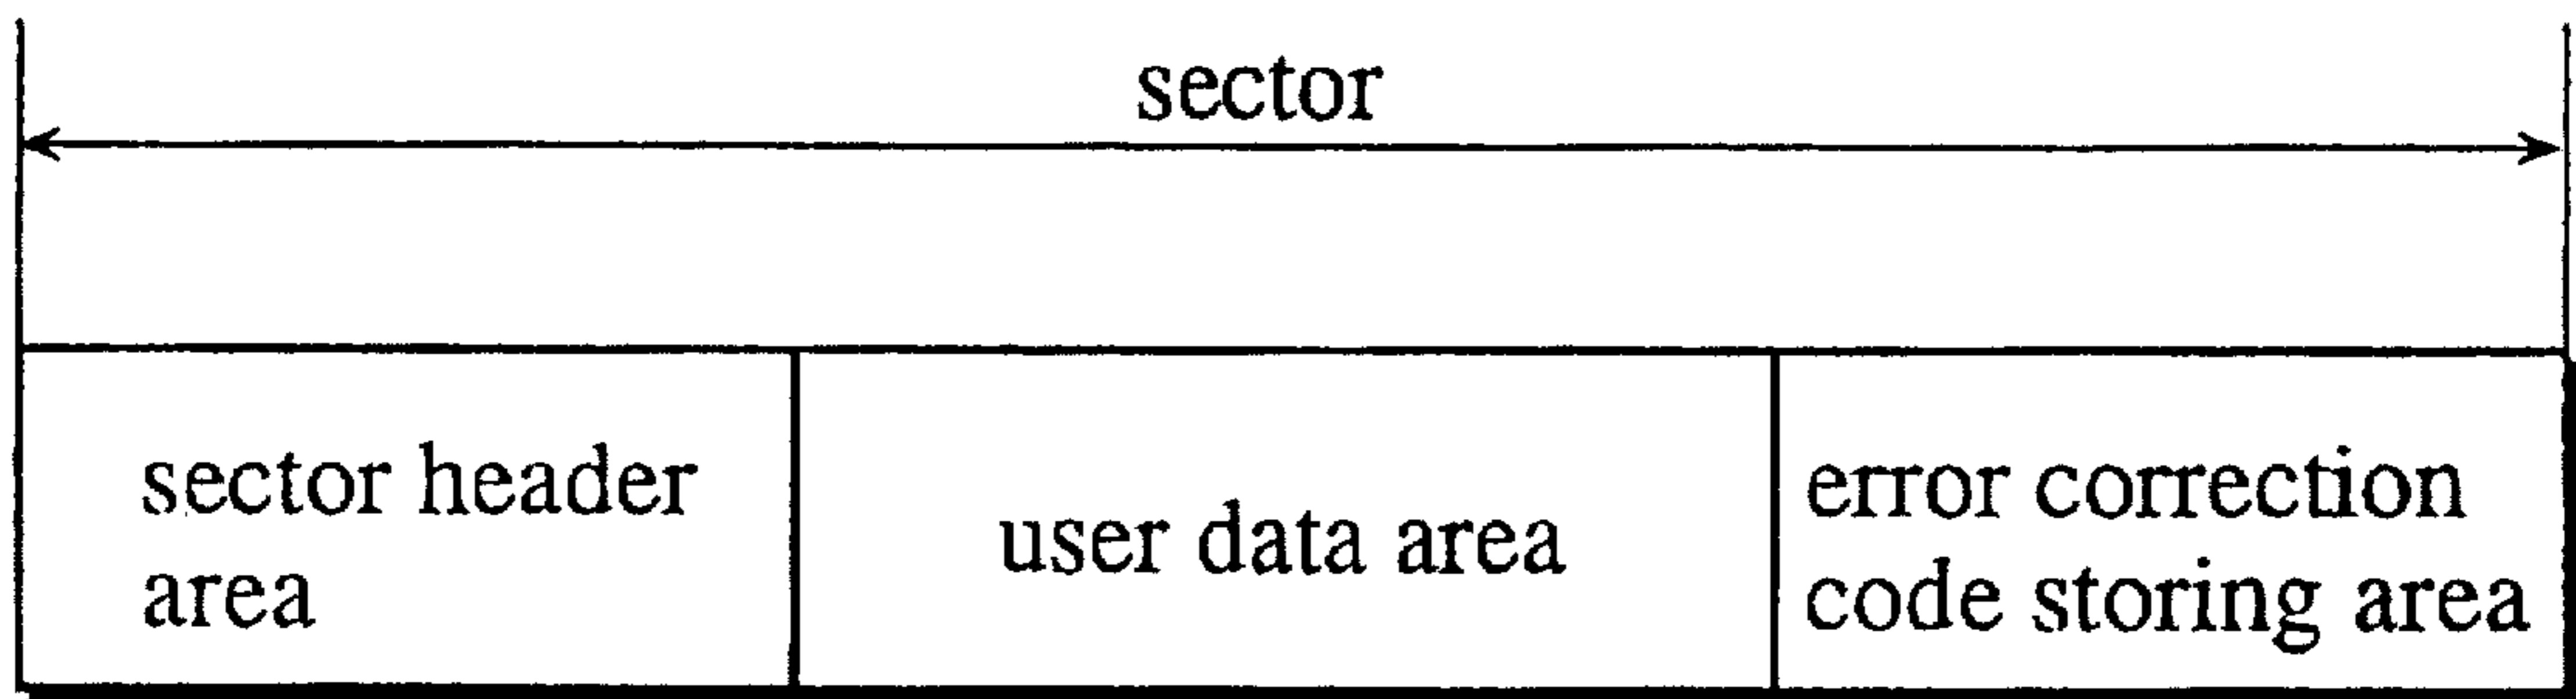 sector
sector header
area
user data area
error correction
code storing area